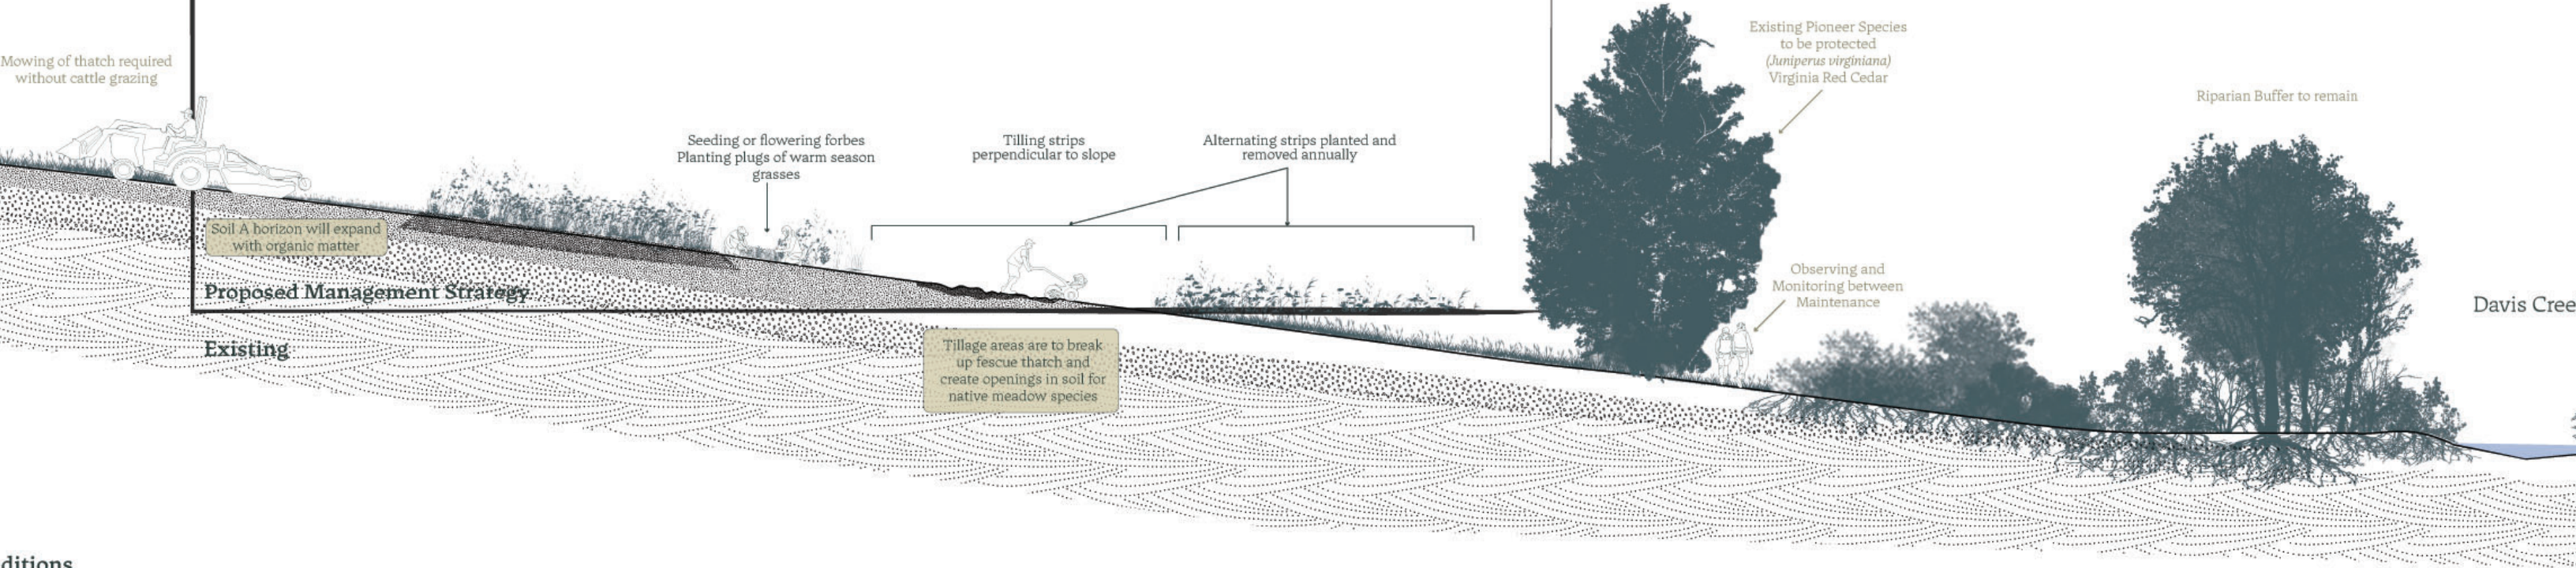 Mowing of thatch required
without cattle grazing
Soil A horizon will expand
with organic matter
Proposed Management Strategy
Existing
Seeding or flowering forbes
Planting plugs of warm season
grasses
Tilling strips
perpendicular to slope
Alternating strips planted and
removed annually
Tillage areas are to break
up fescue thatch and
create openings in soil for
native meadow species
Existing Pioneer Species
to be protected
(Juniperus virginiana)
Virginia Red Cedar
Observing and
Monitoring between
Maintenance
Riparian Buffer to remain
Davis Cree
ditions